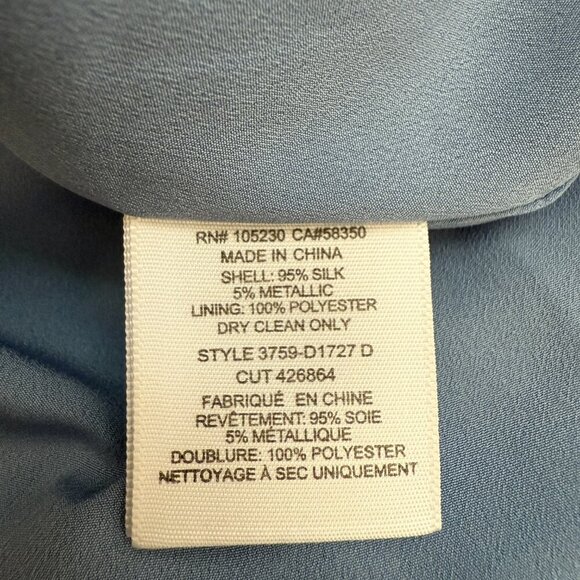 RN# 105230 CA#58350
MADE IN CHINA
SHELL: 95% SILK
5% METALLIC
LINING: 100% POLYESTER
DRY CLEAN ONLY
STYLE 3759-D1727 D
CUT 426864
FABRIQUÉ EN CHINE
REVÊTEMENT: 95% SOIE
5% MÉTALLIQUE
DOUBLURE: 100% POLYESTER
NETTOYAGE À SEC UNIQUEMENT